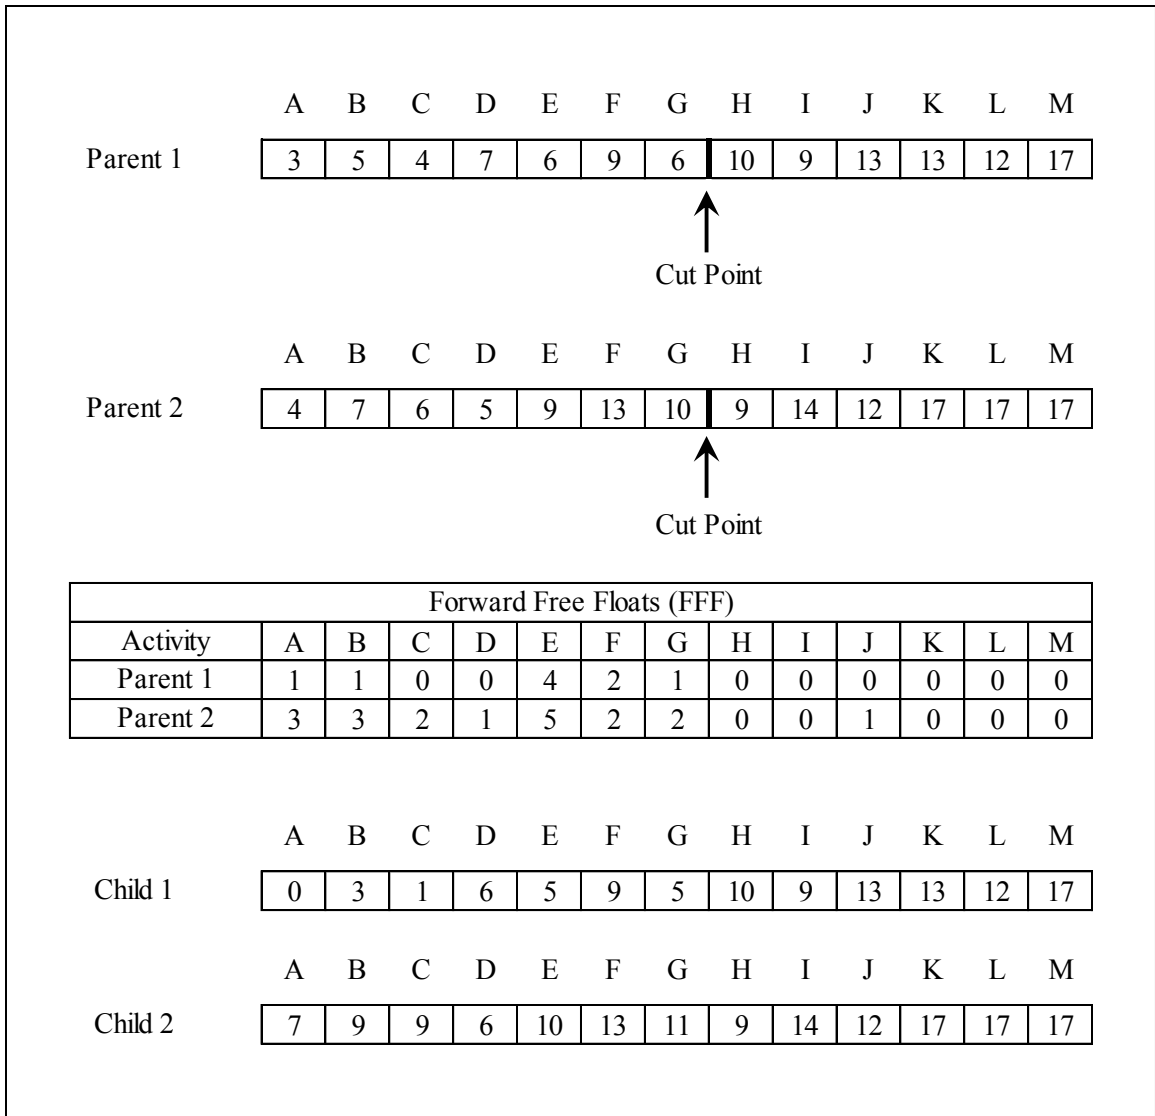 A B C D E F G H I J K L M
Parent 1 3 5 4 7 6 9 6 10 9 13 13 12 17
Cut Point
A B C D E F G H I J K L M
Parent 2 4 7 6 5 9 13 10 9 14 12 17 17 17
Cut Point
Forward Free Floats (FFF)
Activity A B C D E F G H I J K L M
Parent 1 1 1 0 0 4 2 1 0 0 0 0 0 0
Parent 2 3 3 2 1 5 2 2 0 0 1 0 0 0
A B C D E F G H I J K L M
Child 1 0 3 1 6 5 9 5 10 9 13 13 12 17
A B C D E F G H I J K L M
Child 2 7 9 9 6 10 13 11 9 14 12 17 17 17